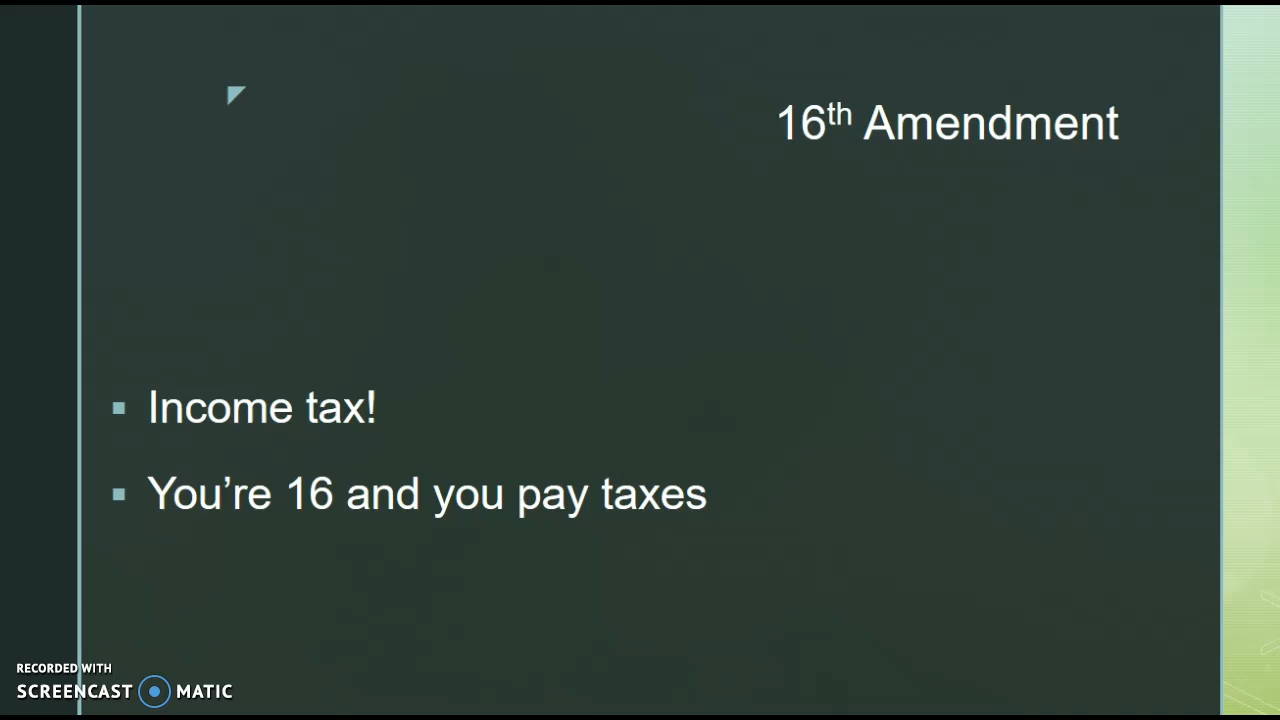 16th Amendment
Income tax!
You're 16 and you pay taxes
RECORDED WITH
SCREENCAST MATIC